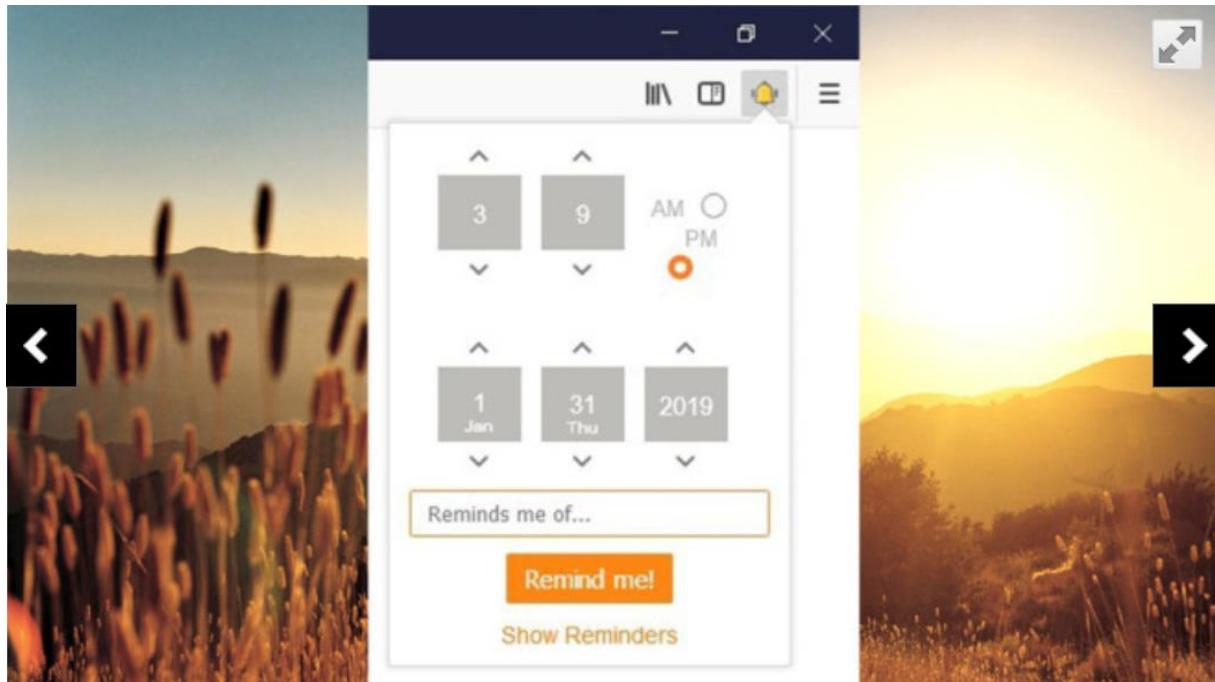 3 9 AM
PM
1 31 2019
Jan Thu
Reminds me of...
Remind me!
Show Reminders